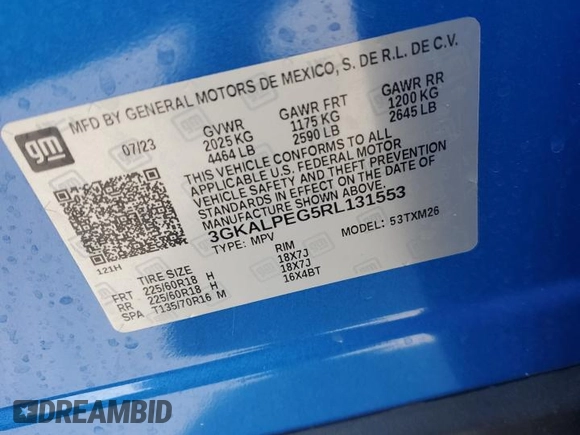 MFD BY GENERAL MOTORS DE MEXICO, S. DE R.L. DE C.V.
gm
07/23 GVWR GAWR FRT GAWR RR
2025 KG 1175 KG 1200 KG
4464 LB 2590 LB 2645 LB
THIS VEHICLE CONFORMS TO ALL
APPLICABLE U.S. FEDERAL MOTOR
VEHICLE SAFETY AND THEFT PREVENTION
STANDARDS IN EFFECT ON THE DATE OF
MANUFACTURE SHOWN ABOVE.
3GKALPEG5RL131553
TYPE: MPV MODEL: 53TXM26
121H
TIRE SIZE RIM
FRT 225/60R18 H 18X7J
RR 225/60R18 H 18X7J
SPA T135/70R16 M 16X4BT
DREAMBID